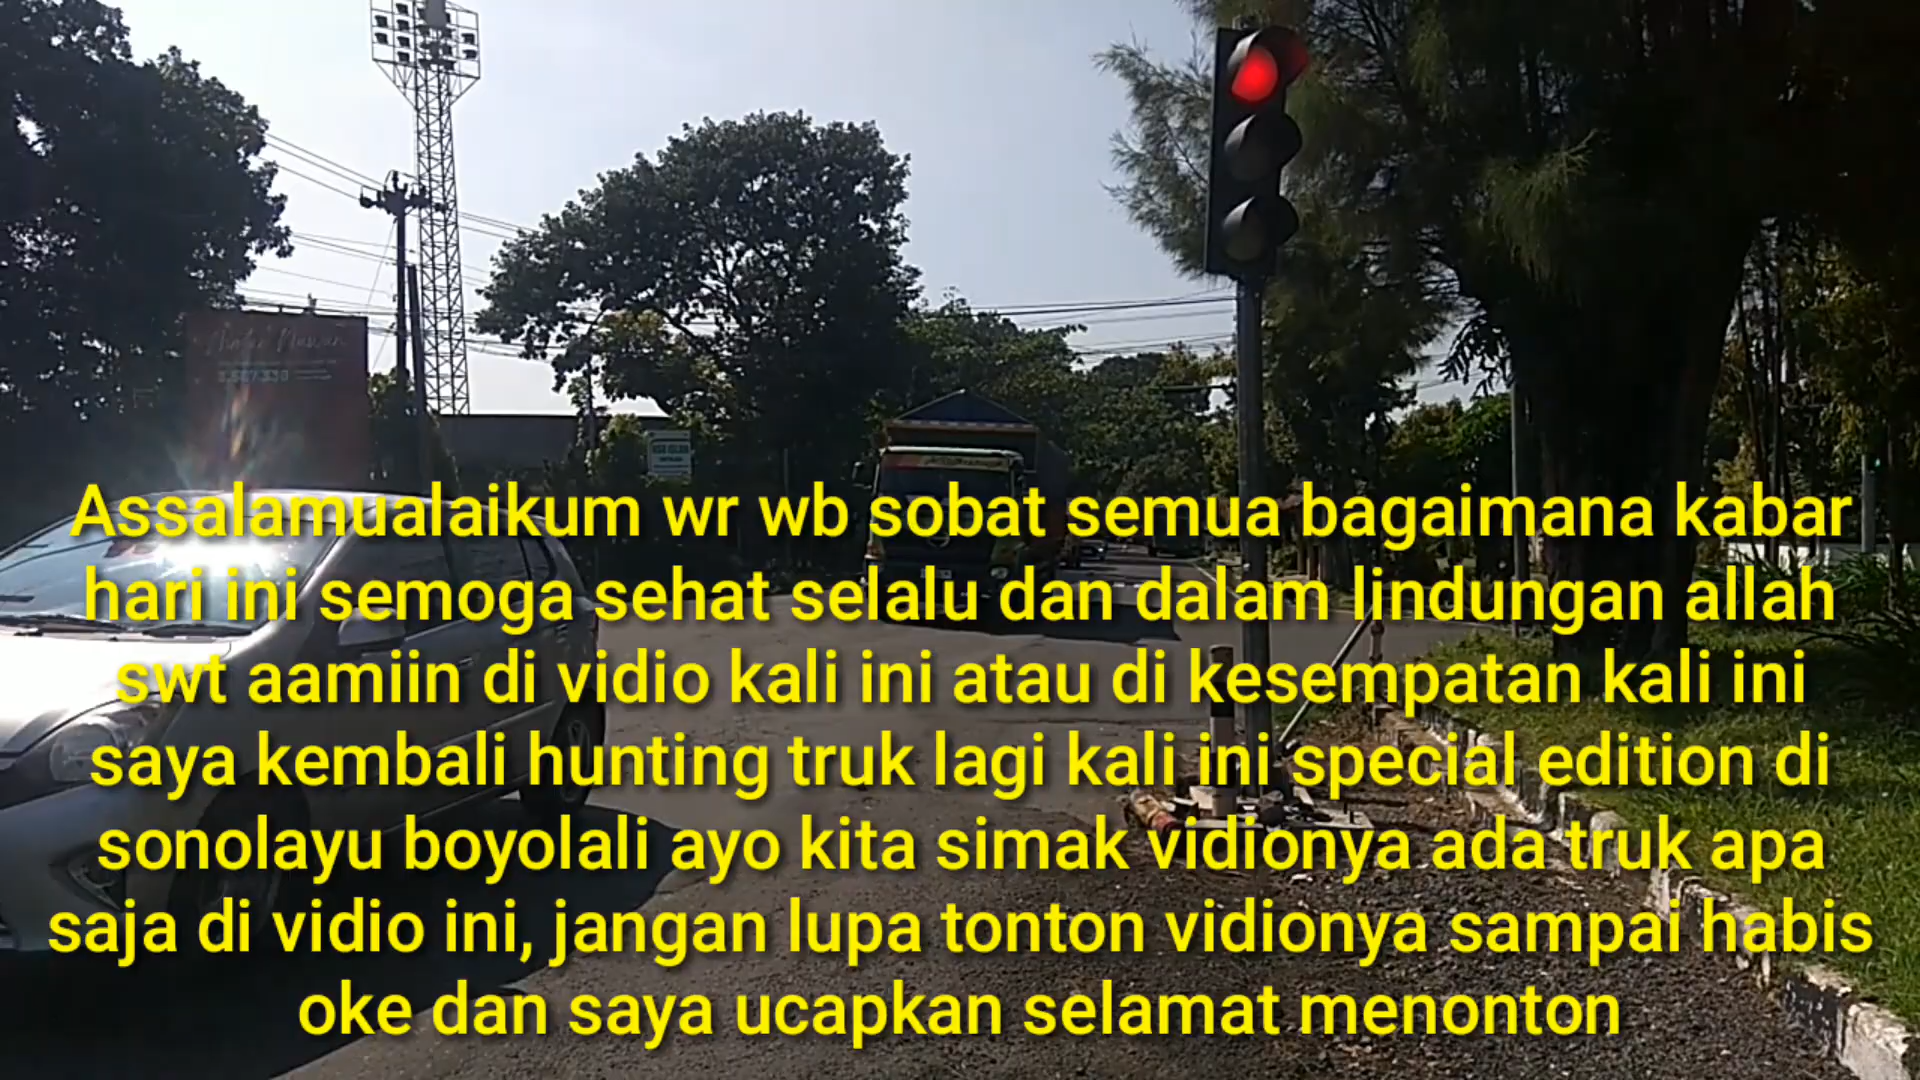 Assalamualaikum wr wb sobat semua bagaimana kabar
hari ini semoga sehat selalu dan dalam lindungan allah
swt aamiin di vidio kali ini atau di kesempatan kali ini
saya kembali hunting truk lagi kali ini special edition di
sonolayu boyolali ayo kita simak vidionya ada truk apa
saja di vidio ini, jangan lupa tonton vidionya sampai habis
oke dan saya ucapkan selamat menonton